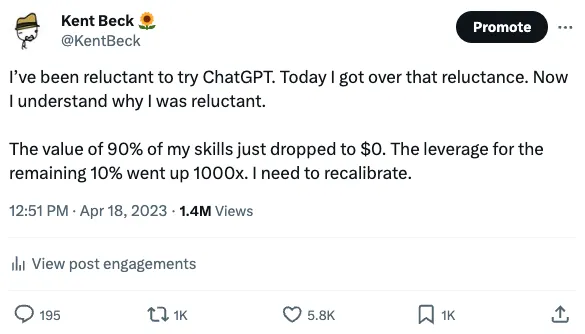 Kent Beck 🌻
@KentBeck
Promote
I’ve been reluctant to try ChatGPT. Today I got over that reluctance. Now
I understand why I was reluctant.
The value of 90% of my skills just dropped to $0. The leverage for the
remaining 10% went up 1000x. I need to recalibrate.
12:51 PM · Apr 18, 2023 · 1.4M Views
View post engagements
195 1K 5.8K 1K